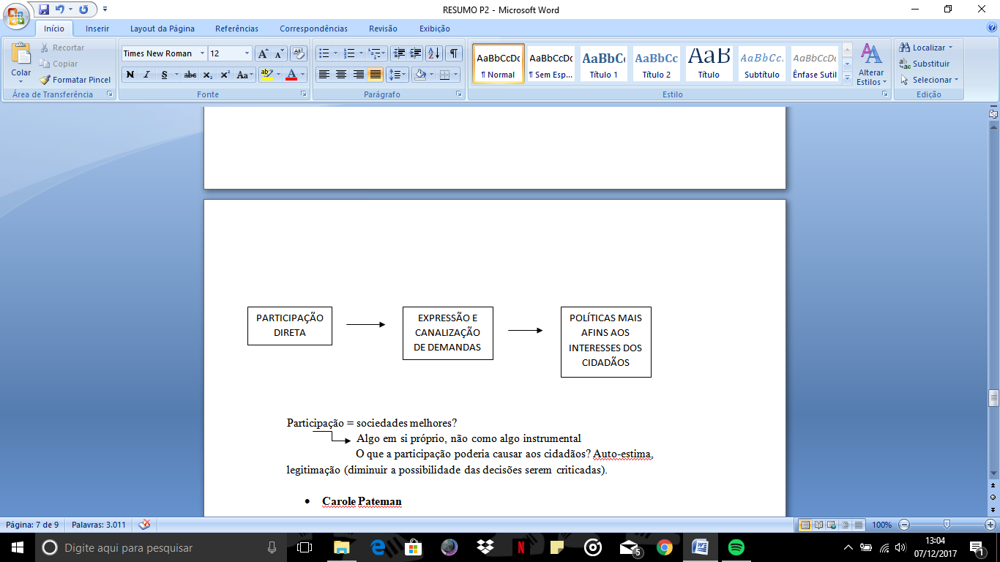 RESUMO P2 - Microsoft Word
Início Inserir Layout da Página Referências Correspondências Revisão Exibição
Colar
Recortar
Copiar
Formatar Pincel
Área de Transferência
Times New Roman 12
N I S abc x₂ x² Aa
Fonte
Parágrafo
AaBbCcDc AaBbCcDc AaBbC AaBbCc AaB AaBbCc. AaBbCcDc
¶ Normal ¶ Sem Esp... Título 1 Título 2 Título Subtítulo Ênfase Sutil
Alterar
Estilos
Estilo
Localizar
Substituir
Selecionar
Edição
PARTICIPAÇÃO
DIRETA
EXPRESSÃO E
CANALIZAÇÃO
DE DEMANDAS
POLÍTICAS MAIS
AFINS AOS
INTERESSES DOS
CIDADÃOS
Participação = sociedades melhores?
Algo em si próprio, não como algo instrumental
O que a participação poderia causar aos cidadãos? Auto-estima,
legitimação (diminuir a possibilidade das decisões serem criticadas).
• Carole Pateman
Página: 7 de 9 Palavras: 3.011 100%
Digite aqui para pesquisar
5
13:04
07/12/2017
1